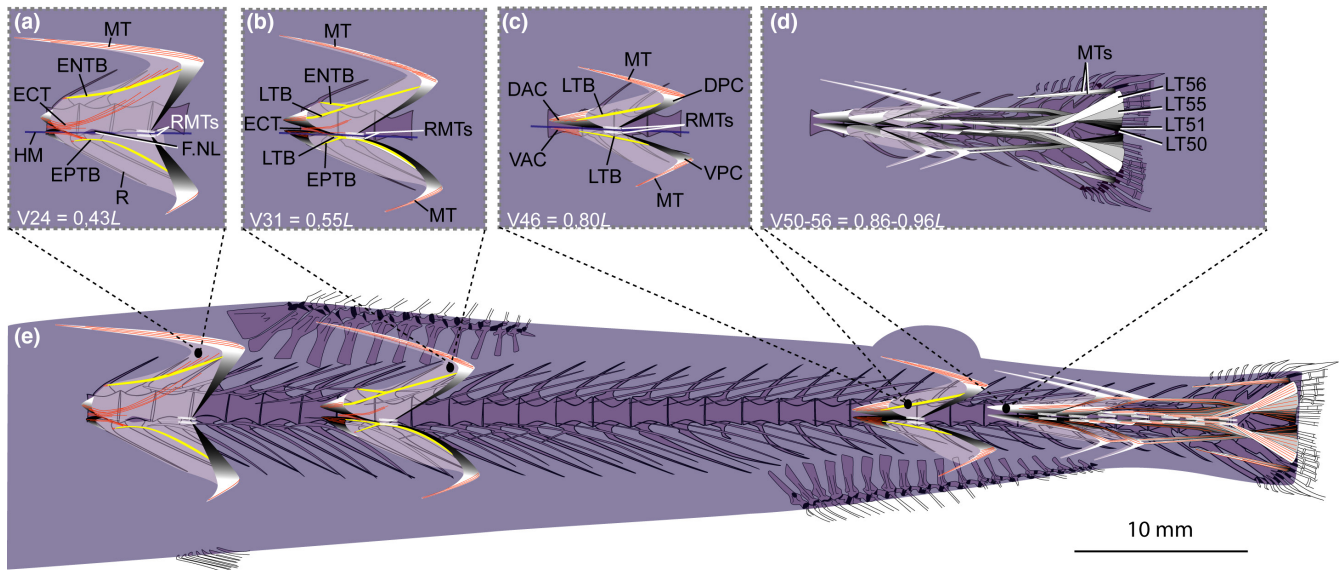 (a)
MT
ENTB
ECT
RMTs
HM
F.NL
EPTB
R
V24 = 0,43L
(b)
MT
ENTB
LTB
ECT
RMTs
LTB
EPTB
MT
V31 = 0,55L
(c)
MT
DAC
LTB
DPC
RMTs
VAC
LTB
VPC
MT
V46 = 0,80L
(d)
MTs
LT56
LT55
LT51
LT50
V50-56 = 0,86-0,96L
(e)
10 mm